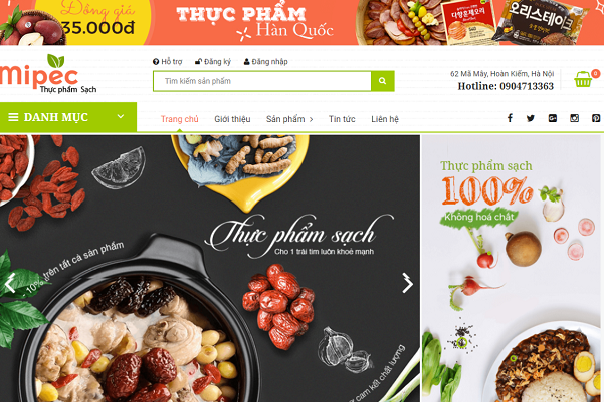 Đồng giá
35.000đ
THỰC PHẨM
Hàn Quốc
오리스테이크
Mipec
Thực phẩm Sạch
Hỗ trợ Đăng ký Đăng nhập
Tìm kiếm sản phẩm
62 Mã Mây, Hoàn Kiếm, Hà Nội
Hotline: 0904713363
0
DANH MỤC
Trang chủ Giới thiệu Sản phẩm Tin tức Liên hệ
Thực phẩm sạch
Cho 1 trái tim luôn khoẻ mạnh
10% trên tất cả sản phẩm
cam kết chất lượng
Thực phẩm sạch
100%
Không hoá chất